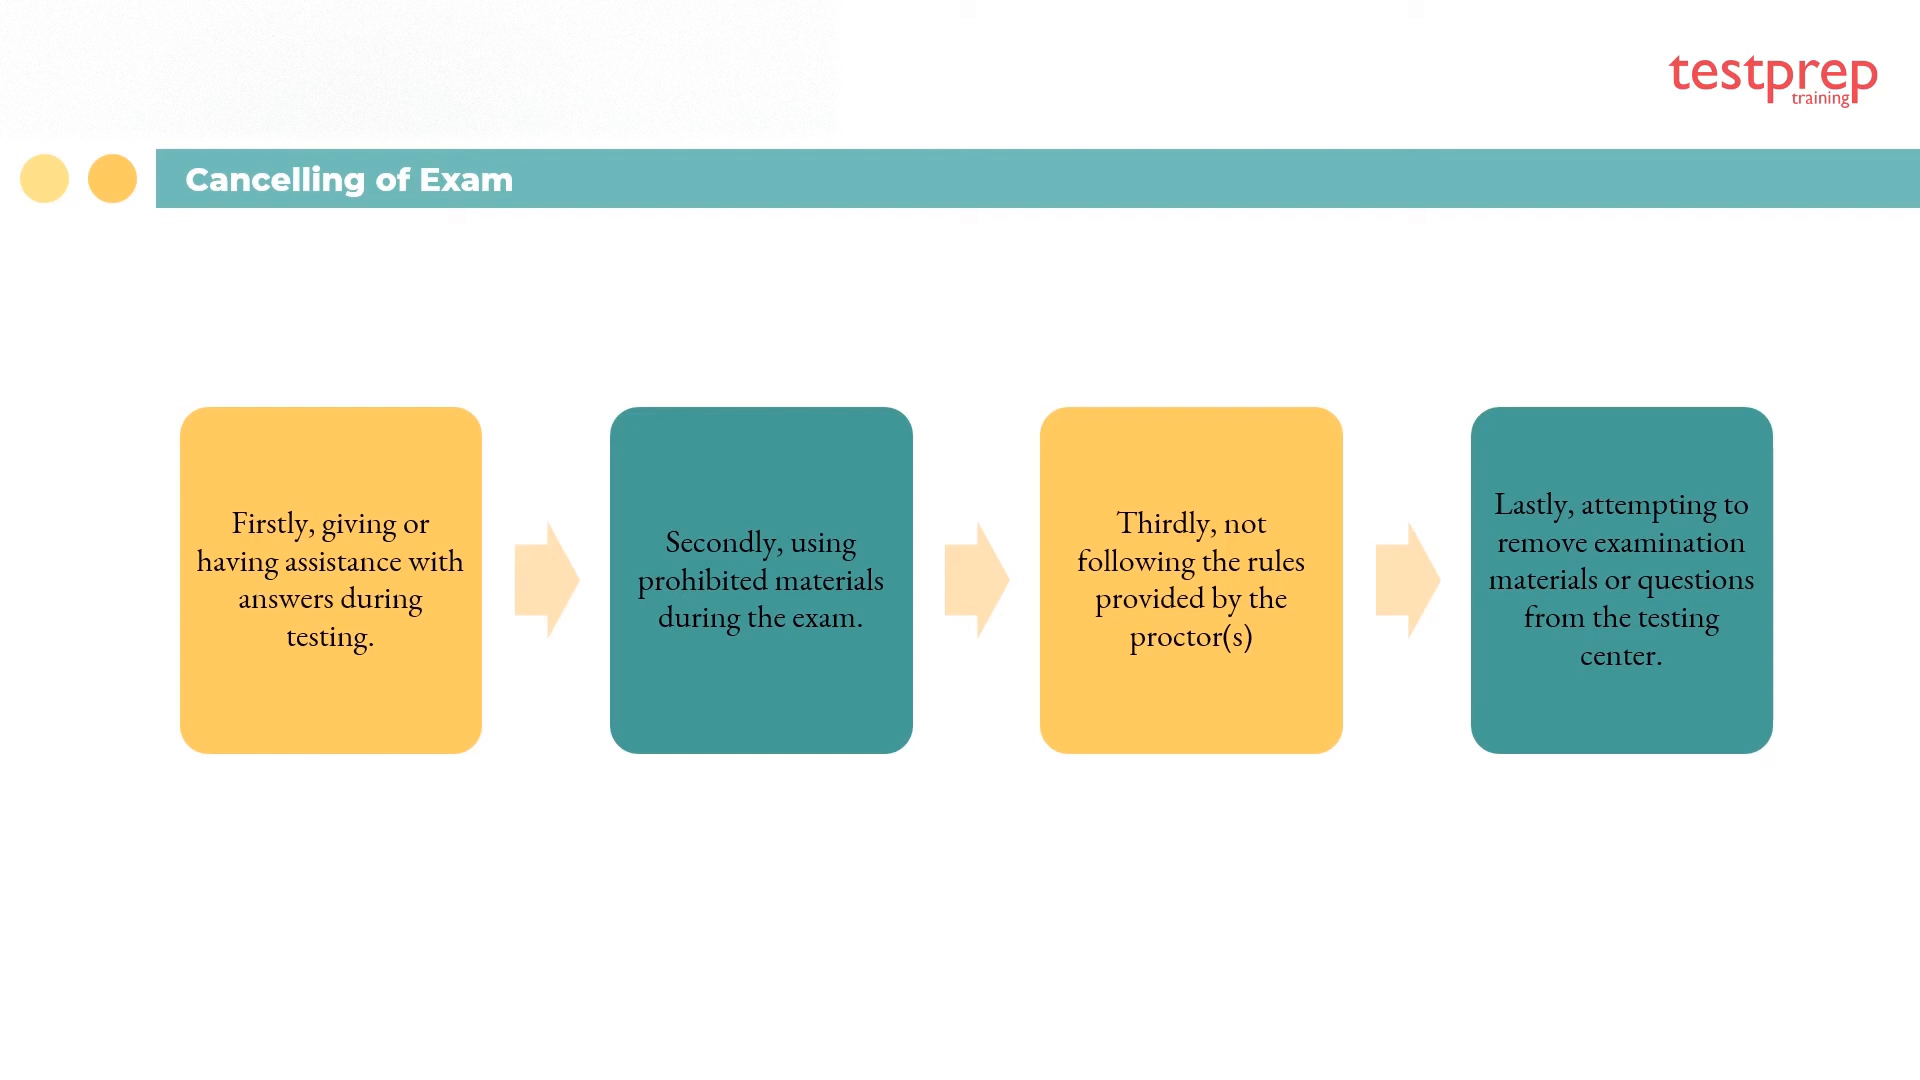 testprep
training
Cancelling of Exam
Firstly, giving or
having assistance with
answers during
testing.
Secondly, using
prohibited materials
during the exam.
Thirdly, not
following the rules
provided by the
proctor(s)
Lastly, attempting to
remove examination
materials or questions
from the testing
center.